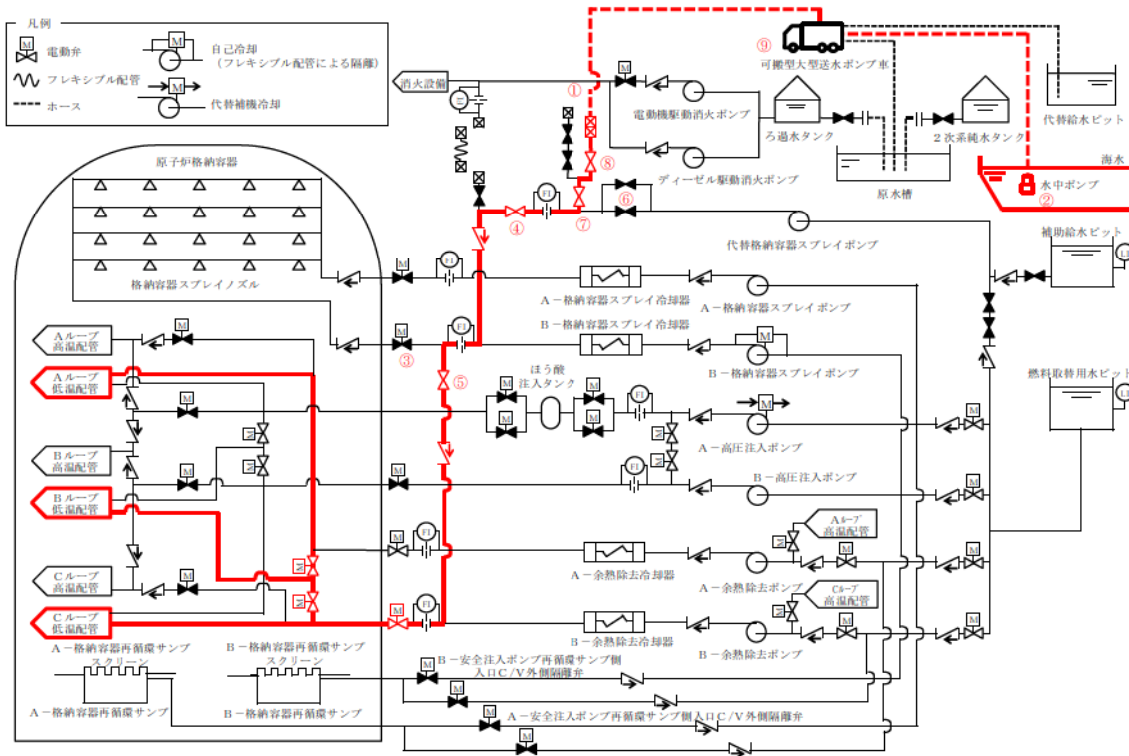 凡例
M
電動弁
フレキシブル配管
ホース
M
自己冷却
(フレキシブル配管による隔離)
M
代替補機冷却
⑨
可搬型大型送水ポンプ車
消火設備
①
M
電動機駆動消火ポンプ
ろ過水タンク
2次系純水タンク
代替給水ピット
海水
水中ポンプ
②
原水槽
ディーゼル駆動消火ポンプ
⑧
FI
④
⑦
⑥
代替格納容器スプレイポンプ
補助給水ピット
原子炉格納容器
格納容器スプレイノズル
M
FI
A-格納容器スプレイ冷却器
A-格納容器スプレイポンプ
M
③
FI
B-格納容器スプレイ冷却器
M
B-格納容器スプレイポンプ
燃料取替用水ピット
⑤
Aループ
高温配管
M
Aループ
低温配管
M
ほう酸
注入タンク
M
M
M
M
FI
M
A-高圧注入ポンプ
M
M
M
Bループ
高温配管
M
M
M
FI
B-高圧注入ポンプ
M
Bループ
低温配管
M
M
FI
A-余熱除去冷却器
A-余熱除去ポンプ
Aループ
高温配管
M
M
M
Cループ
高温配管
M
M
Cループ
低温配管
M
FI
B-余熱除去冷却器
B-余熱除去ポンプ
Cループ
高温配管
M
M
M
A-格納容器再循環サンプ
スクリーン
B-格納容器再循環サンプ
スクリーン
B-安全注入ポンプ再循環サンプ側
入口C/V外側隔離弁
M
M
A-格納容器再循環サンプ
B-格納容器再循環サンプ
A-安全注入ポンプ再循環サンプ側入口C/V外側隔離弁
M
M